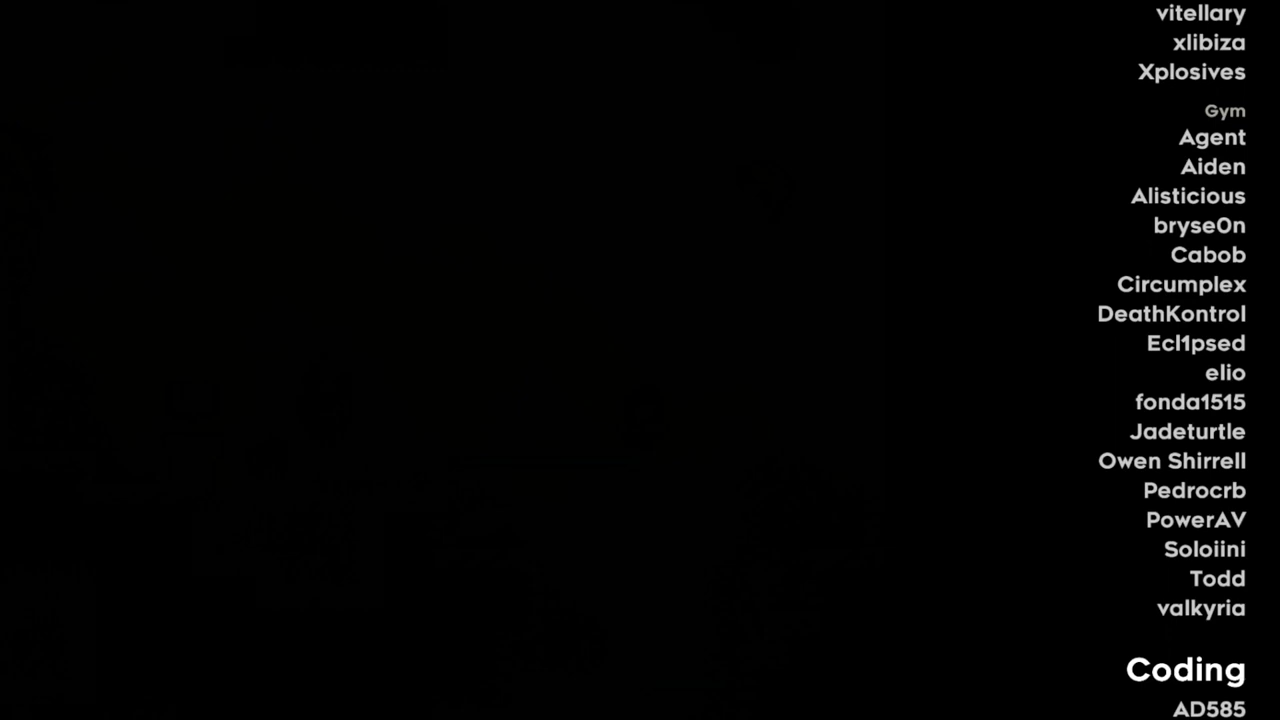 vitellary
xlibiza
Xplosives
Gym
Agent
Aiden
Alisticious
bryse0n
Cabob
Circumplex
DeathKontrol
Ecl1psed
elio
fonda1515
Jadeturtle
Owen Shirrell
Pedrocrb
PowerAV
Soloiini
Todd
valkyria
Coding
AD585